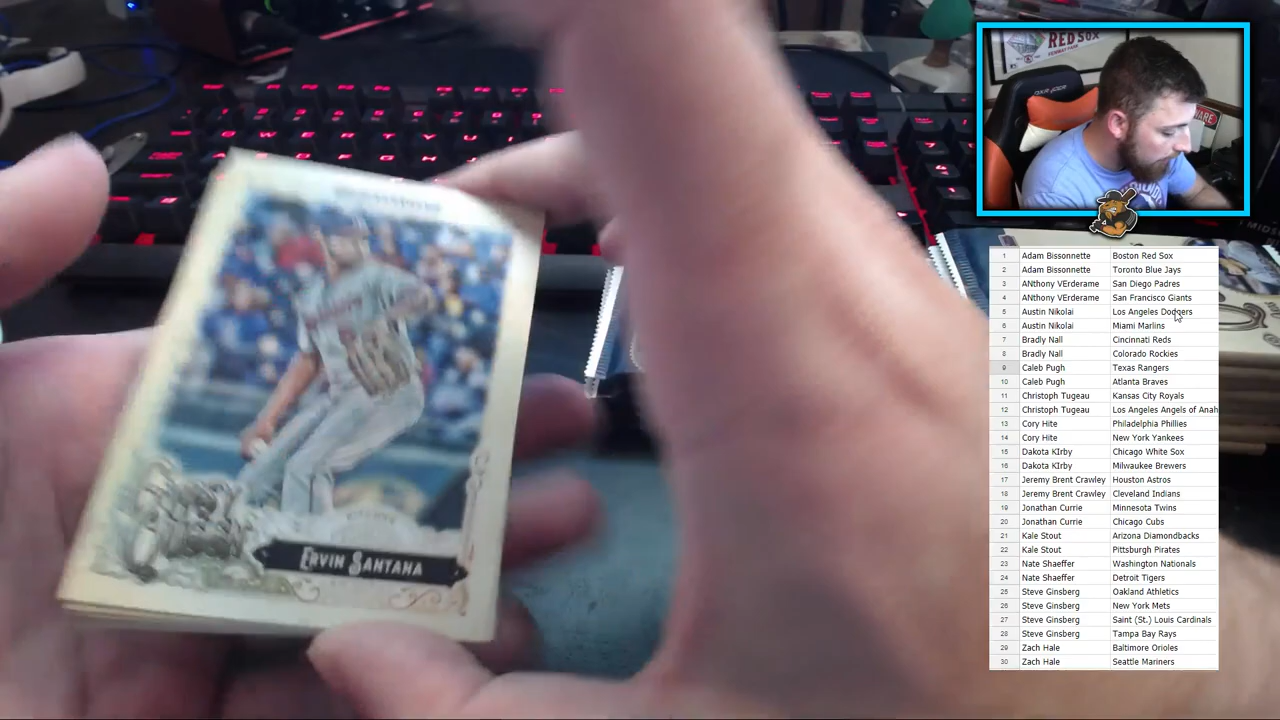 RED SOX
ERVIN SANTANA
1 Adam Bissonnette Boston Red Sox
2 Adam Bissonnette Toronto Blue Jays
3 ANthony VErderame San Diego Padres
4 ANthony VErderame San Francisco Giants
5 Austin Nikolai Los Angeles Dodgers
6 Austin Nikolai Miami Marlins
7 Bradly Nall Cincinnati Reds
8 Bradly Nall Colorado Rockies
9 Caleb Pugh Texas Rangers
10 Caleb Pugh Atlanta Braves
11 Christoph Tugeau Kansas City Royals
12 Christoph Tugeau Los Angeles Angels of Anah
13 Cory Hite Philadelphia Phillies
14 Cory Hite New York Yankees
15 Dakota KIrby Chicago White Sox
16 Dakota KIrby Milwaukee Brewers
17 Jeremy Brent Crawley Houston Astros
18 Jeremy Brent Crawley Cleveland Indians
19 Jonathan Currie Minnesota Twins
20 Jonathan Currie Chicago Cubs
21 Kale Stout Arizona Diamondbacks
22 Kale Stout Pittsburgh Pirates
23 Nate Shaeffer Washington Nationals
24 Nate Shaeffer Detroit Tigers
25 Steve Ginsberg Oakland Athletics
26 Steve Ginsberg New York Mets
27 Steve Ginsberg Saint (St.) Louis Cardinals
28 Steve Ginsberg Tampa Bay Rays
29 Zach Hale Baltimore Orioles
30 Zach Hale Seattle Mariners